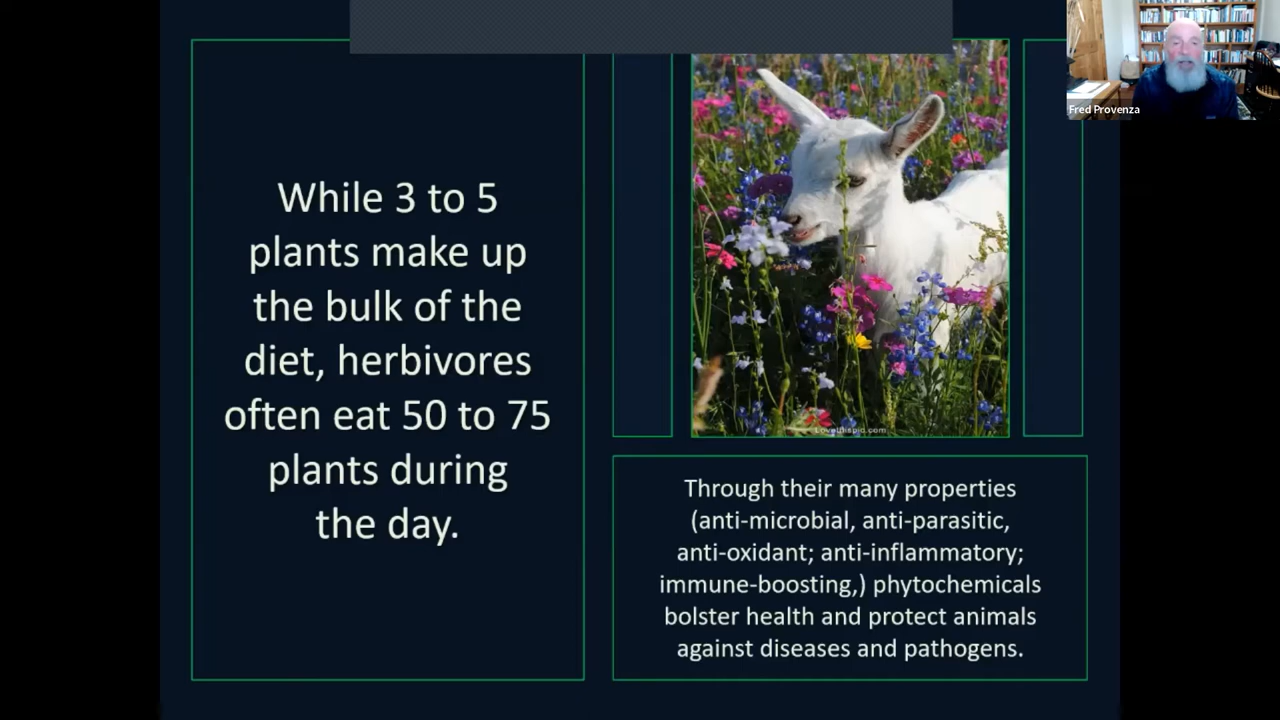 While 3 to 5
plants make up
the bulk of the
diet, herbivores
often eat 50 to 75
plants during
the day.
LoveThisPic.com
Through their many properties
(anti-microbial, anti-parasitic,
anti-oxidant; anti-inflammatory;
immune-boosting,) phytochemicals
bolster health and protect animals
against diseases and pathogens.
Fred Provenza